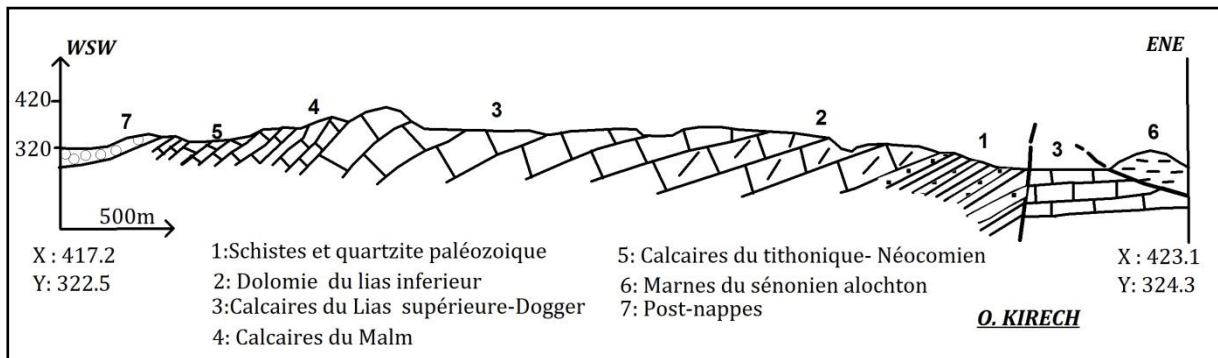 WSW
ENE
420
320
7
5
4
3
2
1
3
6
500m
X : 417.2
Y: 322.5
1:Schistes et quartzite paléozoique
2: Dolomie du lias inferieur
3:Calcaires du Lias supérieure-Dogger
4: Calcaires du Malm
5: Calcaires du tithonique- Néocomien
6: Marnes du sénonien alochton
7: Post-nappes
X : 423.1
Y: 324.3
O. KIRECH